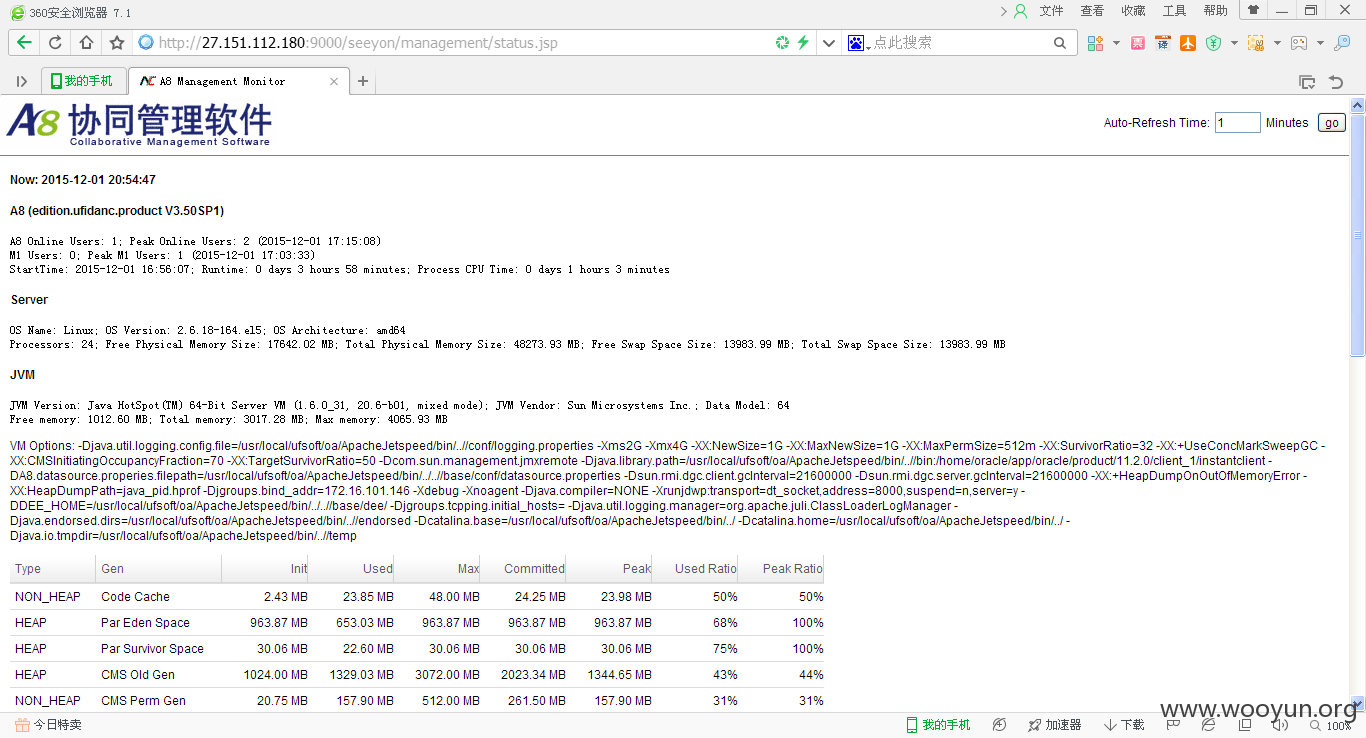 360安全浏览器 7.1
文件 查看 收藏 工具 帮助
http://27.151.112.180:9000/seeyon/management/status.jsp
点此搜索
我的手机
A8 Management Monitor
A8 协同管理软件
Collaborative Management Software
Auto-Refresh Time: 1 Minutes go
Now: 2015-12-01 20:54:47
A8 (edition.ufidanc.product V3.50SP1)
A8 Online Users: 1; Peak Online Users: 2 (2015-12-01 17:15:08)
M1 Users: 0; Peak M1 Users: 1 (2015-12-01 17:03:33)
StartTime: 2015-12-01 16:56:07; Runtime: 0 days 3 hours 58 minutes; Process CPU Time: 0 days 1 hours 3 minutes
Server
OS Name: Linux; OS Version: 2.6.18-164.el5; OS Architecture: amd64
Processors: 24; Free Physical Memory Size: 17642.02 MB; Total Physical Memory Size: 48273.93 MB; Free Swap Space Size: 13983.99 MB; Total Swap Space Size: 13983.99 MB
JVM
JVM Version: Java HotSpot(TM) 64-Bit Server VM (1.6.0_31, 20.6-b01, mixed mode); JVM Vendor: Sun Microsystems Inc.; Data Model: 64
Free memory: 1012.60 MB; Total memory: 3017.28 MB; Max memory: 4065.93 MB
VM Options: -Djava.util.logging.config.file=/usr/local/ufsoft/oa/ApacheJetspeed/bin/..//conf/logging.properties -Xms2G -Xmx4G -XX:NewSize=1G -XX:MaxNewSize=1G -XX:MaxPermSize=512m -XX:SurvivorRatio=32 -XX:+UseConcMarkSweepGC -
XX:CMSInitiatingOccupancyFraction=70 -XX:TargetSurvivorRatio=50 -Dcom.sun.management.jmxremote -Djava.library.path=/usr/local/ufsoft/oa/ApacheJetspeed/bin/..//bin:/home/oracle/app/oracle/product/11.2.0/client_1/instantclient -
DA8.datasource.properies.filepath=/usr/local/ufsoft/oa/ApacheJetspeed/bin/../..//base/conf/datasource.properties -Dsun.rmi.dgc.client.gcInterval=21600000 -Dsun.rmi.dgc.server.gcInterval=21600000 -XX:+HeapDumpOnOutOfMemoryError -
XX:HeapDumpPath=java_pid.hprof -Djgroups.bind_addr=172.16.101.146 -Xdebug -Xnoagent -Djava.compiler=NONE -Xrunjdwp:transport=dt_socket,address=8000,suspend=n,server=y -
DDEE_HOME=/usr/local/ufsoft/oa/ApacheJetspeed/bin/../..//base/dee/ -Djgroups.tcpping.initial_hosts= -Djava.util.logging.manager=org.apache.juli.ClassLoaderLogManager -
Djava.endorsed.dirs=/usr/local/ufsoft/oa/ApacheJetspeed/bin/..//endorsed -Dcatalina.base=/usr/local/ufsoft/oa/ApacheJetspeed/bin/../ -Dcatalina.home=/usr/local/ufsoft/oa/ApacheJetspeed/bin/../ -
Djava.io.tmpdir=/usr/local/ufsoft/oa/ApacheJetspeed/bin/..//temp
Type Gen Init Used Max Committed Peak Used Ratio Peak Ratio
NON_HEAP Code Cache 2.43 MB 23.85 MB 48.00 MB 24.25 MB 23.98 MB 50% 50%
HEAP Par Eden Space 963.87 MB 653.03 MB 963.87 MB 963.87 MB 963.87 MB 68% 100%
HEAP Par Survivor Space 30.06 MB 22.60 MB 30.06 MB 30.06 MB 30.06 MB 75% 100%
HEAP CMS Old Gen 1024.00 MB 1329.03 MB 3072.00 MB 2023.34 MB 1344.65 MB 43% 44%
NON_HEAP CMS Perm Gen 20.75 MB 157.90 MB 512.00 MB 261.50 MB 157.90 MB 31% 31%
www.wooyun.org
今日特卖 我的手机 加速器 下载 100%